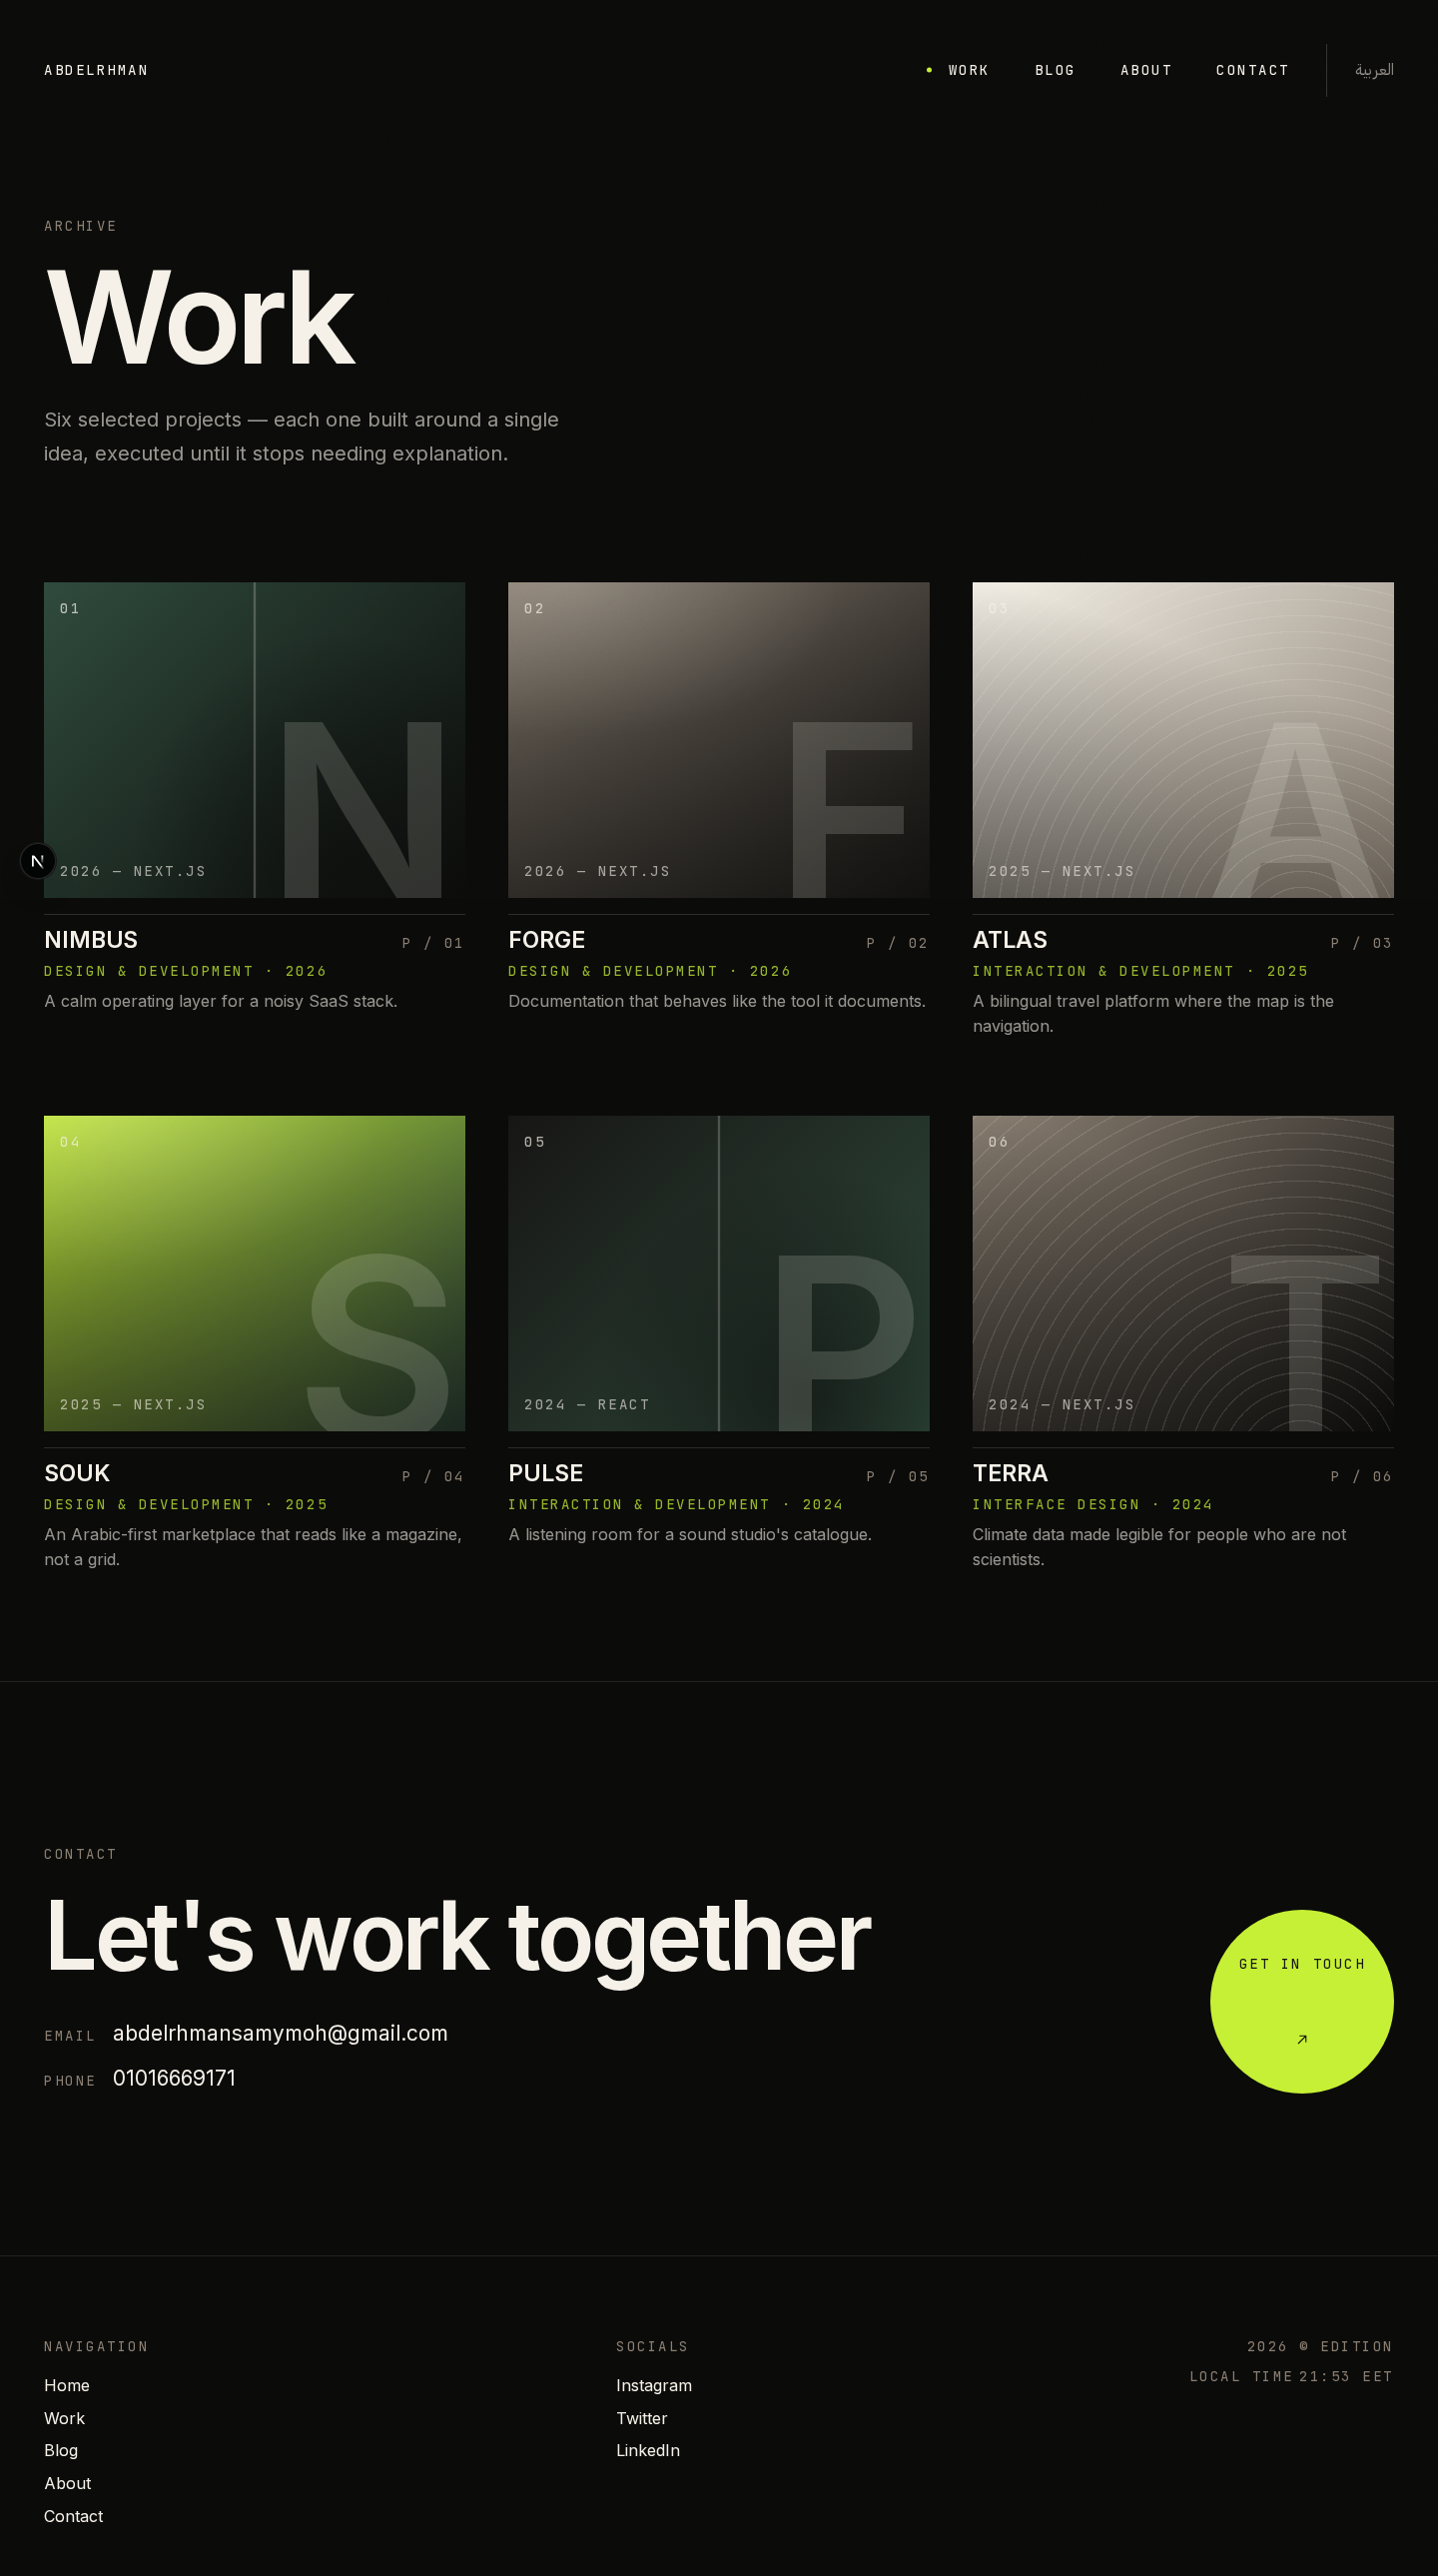 ABDELRHMAN
WORK
BLOG
ABOUT
CONTACT
العربية
ARCHIVE
Work
Six selected projects — each one built around a single
idea, executed until it stops needing explanation.
01
N
2026 — NEXT.JS
NIMBUS
P / 01
DESIGN & DEVELOPMENT · 2026
A calm operating layer for a noisy SaaS stack.
02
F
2026 — NEXT.JS
FORGE
P / 02
DESIGN & DEVELOPMENT · 2026
Documentation that behaves like the tool it documents.
03
A
2025 — NEXT.JS
ATLAS
P / 03
INTERACTION & DEVELOPMENT · 2025
A bilingual travel platform where the map is the
navigation.
N
04
S
2025 — NEXT.JS
SOUK
P / 04
DESIGN & DEVELOPMENT · 2025
An Arabic-first marketplace that reads like a magazine,
not a grid.
05
P
2024 — REACT
PULSE
P / 05
INTERACTION & DEVELOPMENT · 2024
A listening room for a sound studio's catalogue.
06
T
2024 — NEXT.JS
TERRA
P / 06
INTERFACE DESIGN · 2024
Climate data made legible for people who are not
scientists.
CONTACT
Let's work together
EMAIL abdelrhmansamymoh@gmail.com
PHONE 01016669171
GET IN TOUCH
↗
NAVIGATION
Home
Work
Blog
About
Contact
SOCIALS
Instagram
Twitter
LinkedIn
2026 © EDITION
LOCAL TIME 21:53 EET